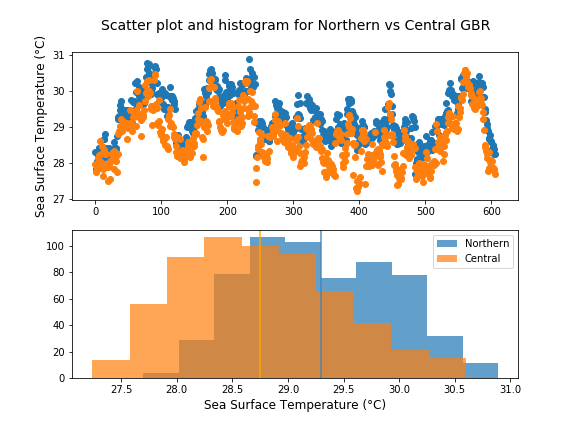 Scatter plot and histogram for Northern vs Central GBR
Sea Surface Temperature (°C)
31
30
29
28
27
0 100 200 300 400 500 600
100
80
60
40
20
0
Northern
Central
27.5 28.0 28.5 29.0 29.5 30.0 30.5 31.0
Sea Surface Temperature (°C)